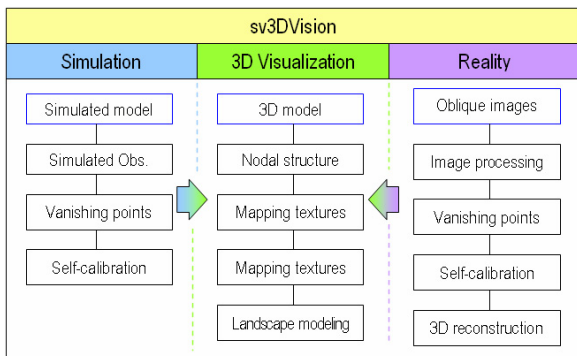 sv3DVision
Simulation
3D Visualization
Reality
Simulated model
Simulated Obs.
Vanishing points
Self-calibration
3D model
Nodal structure
Mapping textures
Mapping textures
Landscape modeling
Oblique images
Image processing
Vanishing points
Self-calibration
3D reconstruction